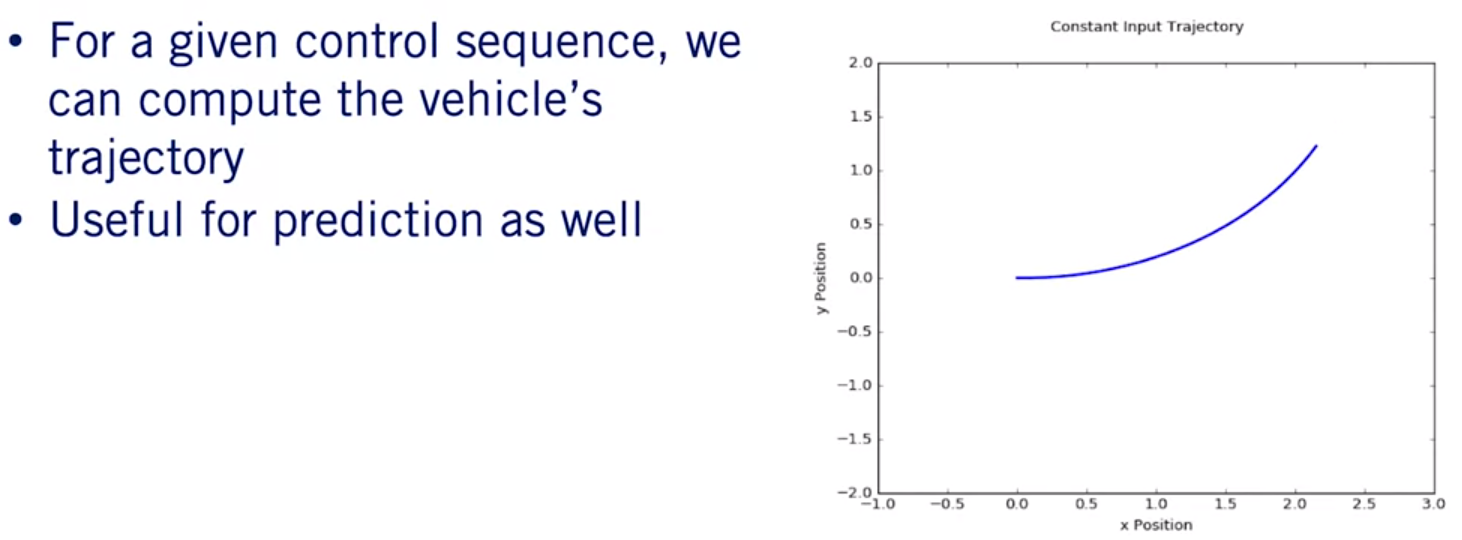 • For a given control sequence, we
can compute the vehicle’s
trajectory
• Useful for prediction as well
Constant Input Trajectory
2.0
1.5
1.0
0.5
0.0
−0.5
−1.0
−1.5
−2.0
y Position
−1.0 −0.5 0.0 0.5 1.0 1.5 2.0 2.5 3.0
x Position